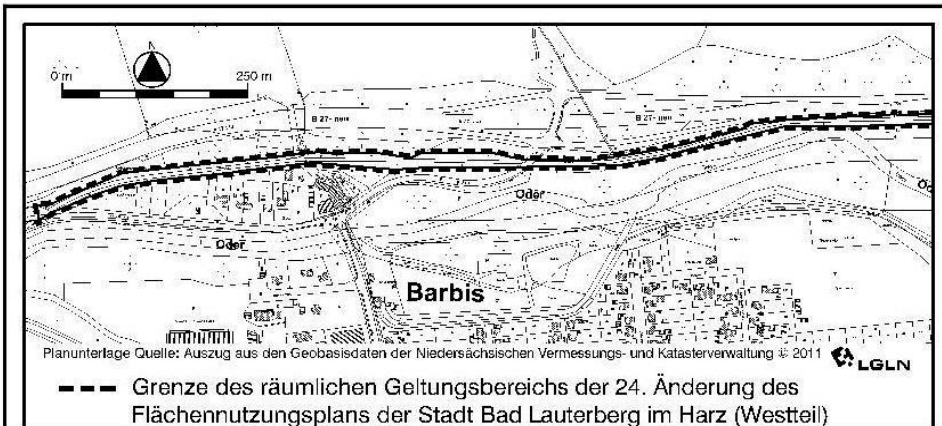 N
0 m 250 m
B 27- neu B 27- neu
Oder
Oder
Barbis
Planunterlage Quelle: Auszug aus den Geobasisdaten der Niedersächsischen Vermessungs- und Katasterverwaltung © 2011 LGLN
Grenze des räumlichen Geltungsbereichs der 24. Änderung des
Flächennutzungsplans der Stadt Bad Lauterberg im Harz (Westteil)